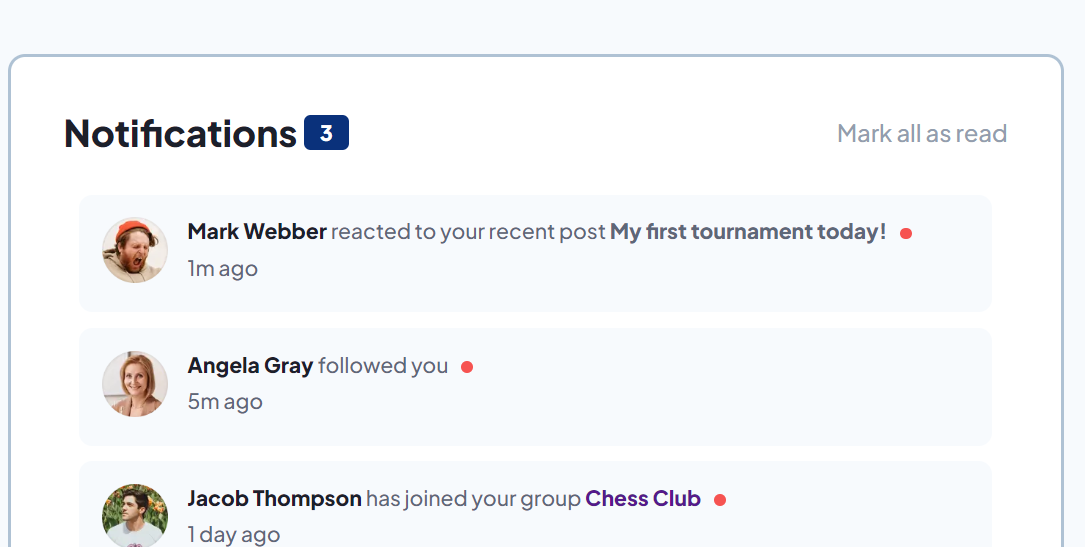 Notifications 3
Mark all as read
Mark Webber reacted to your recent post My first tournament today!
1m ago
Angela Gray followed you
5m ago
Jacob Thompson has joined your group Chess Club
1 day ago